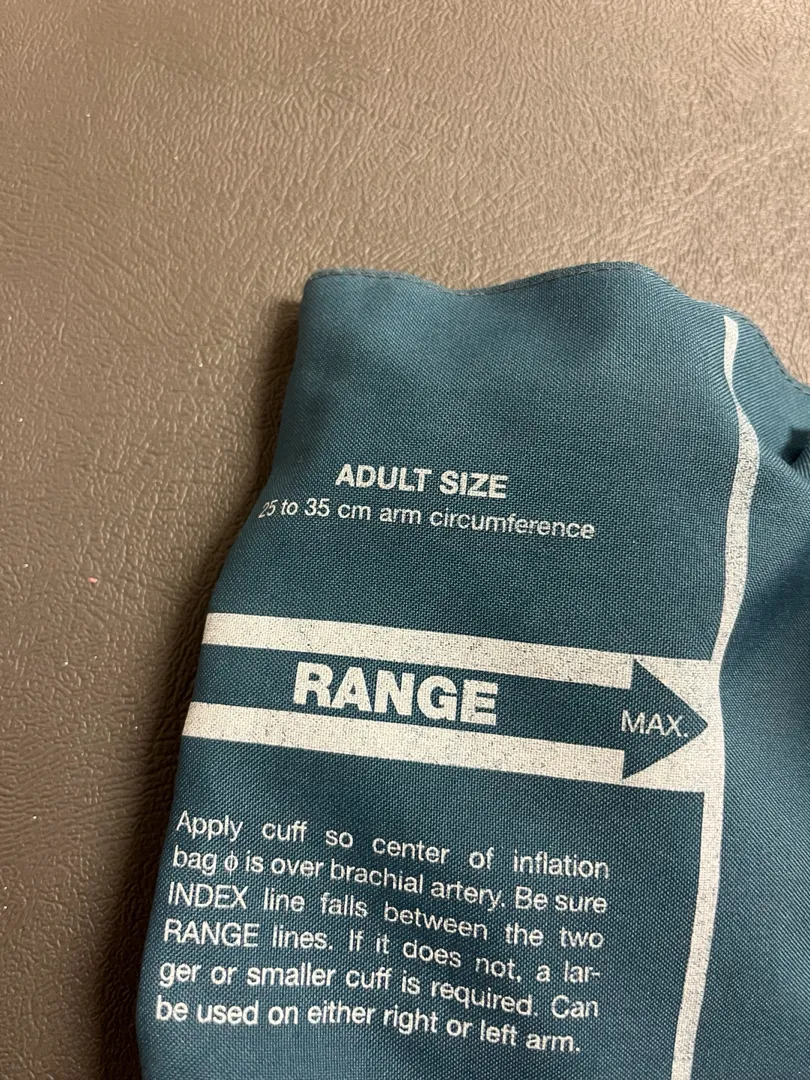 ADULT SIZE
25 to 35 cm arm circumference
RANGE
MAX.
Apply cuff so center of inflation
bag ϕ is over brachial artery. Be sure
INDEX line falls between the two
RANGE lines. If it does not, a lar-
ger or smaller cuff is required. Can
be used on either right or left arm.